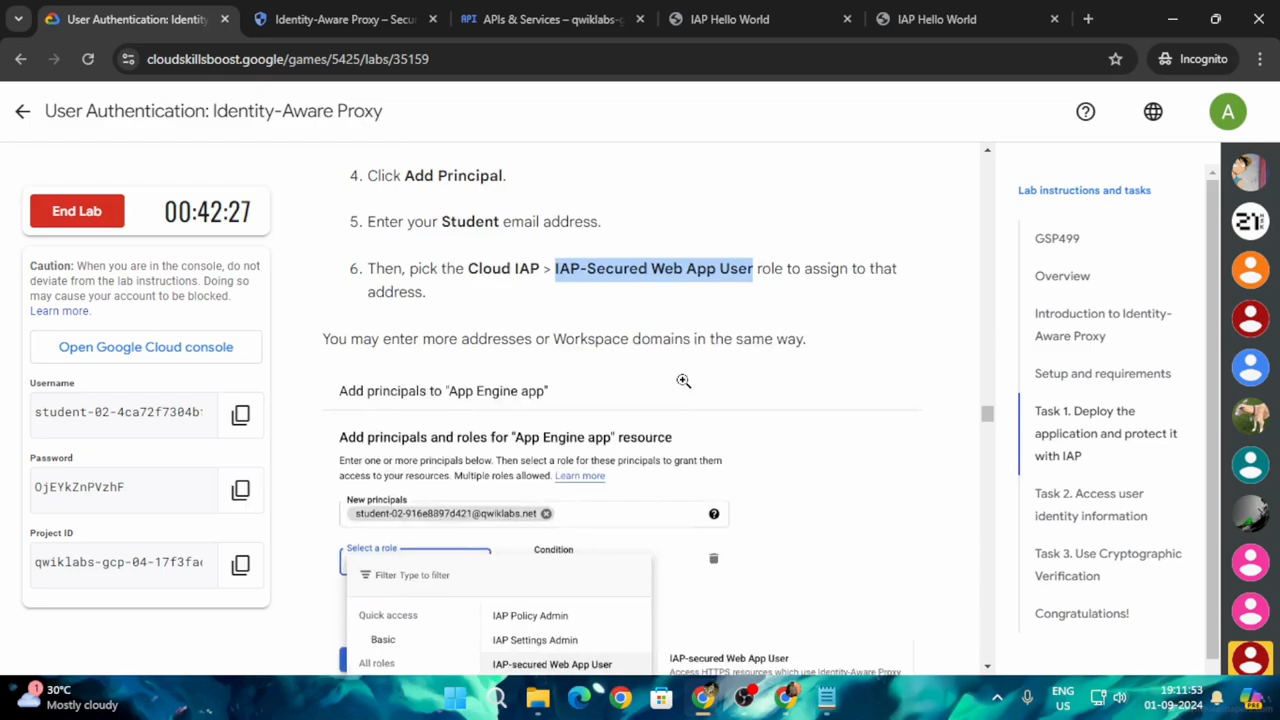 User Authentication: Identity
Identity-Aware Proxy – Secu
API APIs & Services – qwiklabs-g
IAP Hello World
IAP Hello World
cloudskillsboost.google/games/5425/labs/35159
Incognito
User Authentication: Identity-Aware Proxy
A
End Lab
00:42:27
Caution: When you are in the console, do not
deviate from the lab instructions. Doing so
may cause your account to be blocked.
Learn more.
Open Google Cloud console
Username
student-02-4ca72f7304b
Password
OjEYkZnPVzhF
Project ID
qwiklabs-gcp-04-17f3fa
4. Click Add Principal.
5. Enter your Student email address.
6. Then, pick the Cloud IAP > IAP-Secured Web App User role to assign to that
address.
You may enter more addresses or Workspace domains in the same way.
Add principals to "App Engine app"
Add principals and roles for "App Engine app" resource
Enter one or more principals below. Then select a role for these principals to grant them
access to your resources. Multiple roles allowed. Learn more
New principals
student-02-916e8897d421@qwiklabs.net
Select a role
Condition
Filter Type to filter
Quick access
Basic
All roles
IAP Policy Admin
IAP Settings Admin
IAP-secured Web App User
IAP-secured Web App User
Access HTTPS resources which use Identity-Aware Proxy
Lab instructions and tasks
GSP499
Overview
Introduction to Identity-
Aware Proxy
Setup and requirements
Task 1. Deploy the
application and protect it
with IAP
Task 2. Access user
identity information
Task 3. Use Cryptographic
Verification
Congratulations!
21
1
30°C
Mostly cloudy
ENG
US
19:11:53
01-09-2024
PRE